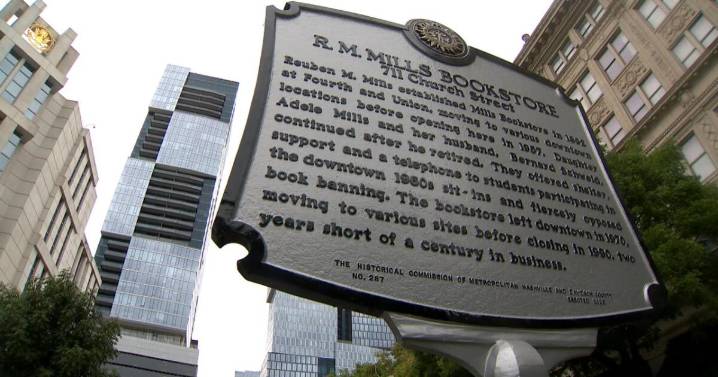 R. M. MILLS BOOKSTORE
711 Church Street
Reuben M. Mills established Mills Bookstore in 1892
at Fourth and Union, moving to various downtown
locations before opening here in 1957. Daughter
Adele Mills and her husband, Bernard Schweid,
continued after he retired. They offered shelter,
support and a telephone to students participating in
the downtown 1960s sit-ins and fiercely opposed
book banning. The bookstore left downtown in 1970,
moving to various sites before closing in 1990, two
years short of a century in business.
THE HISTORICAL COMMISSION OF METROPOLITAN NASHVILLE AND DAVIDSON COUNTY
NO. 267 ERECTED